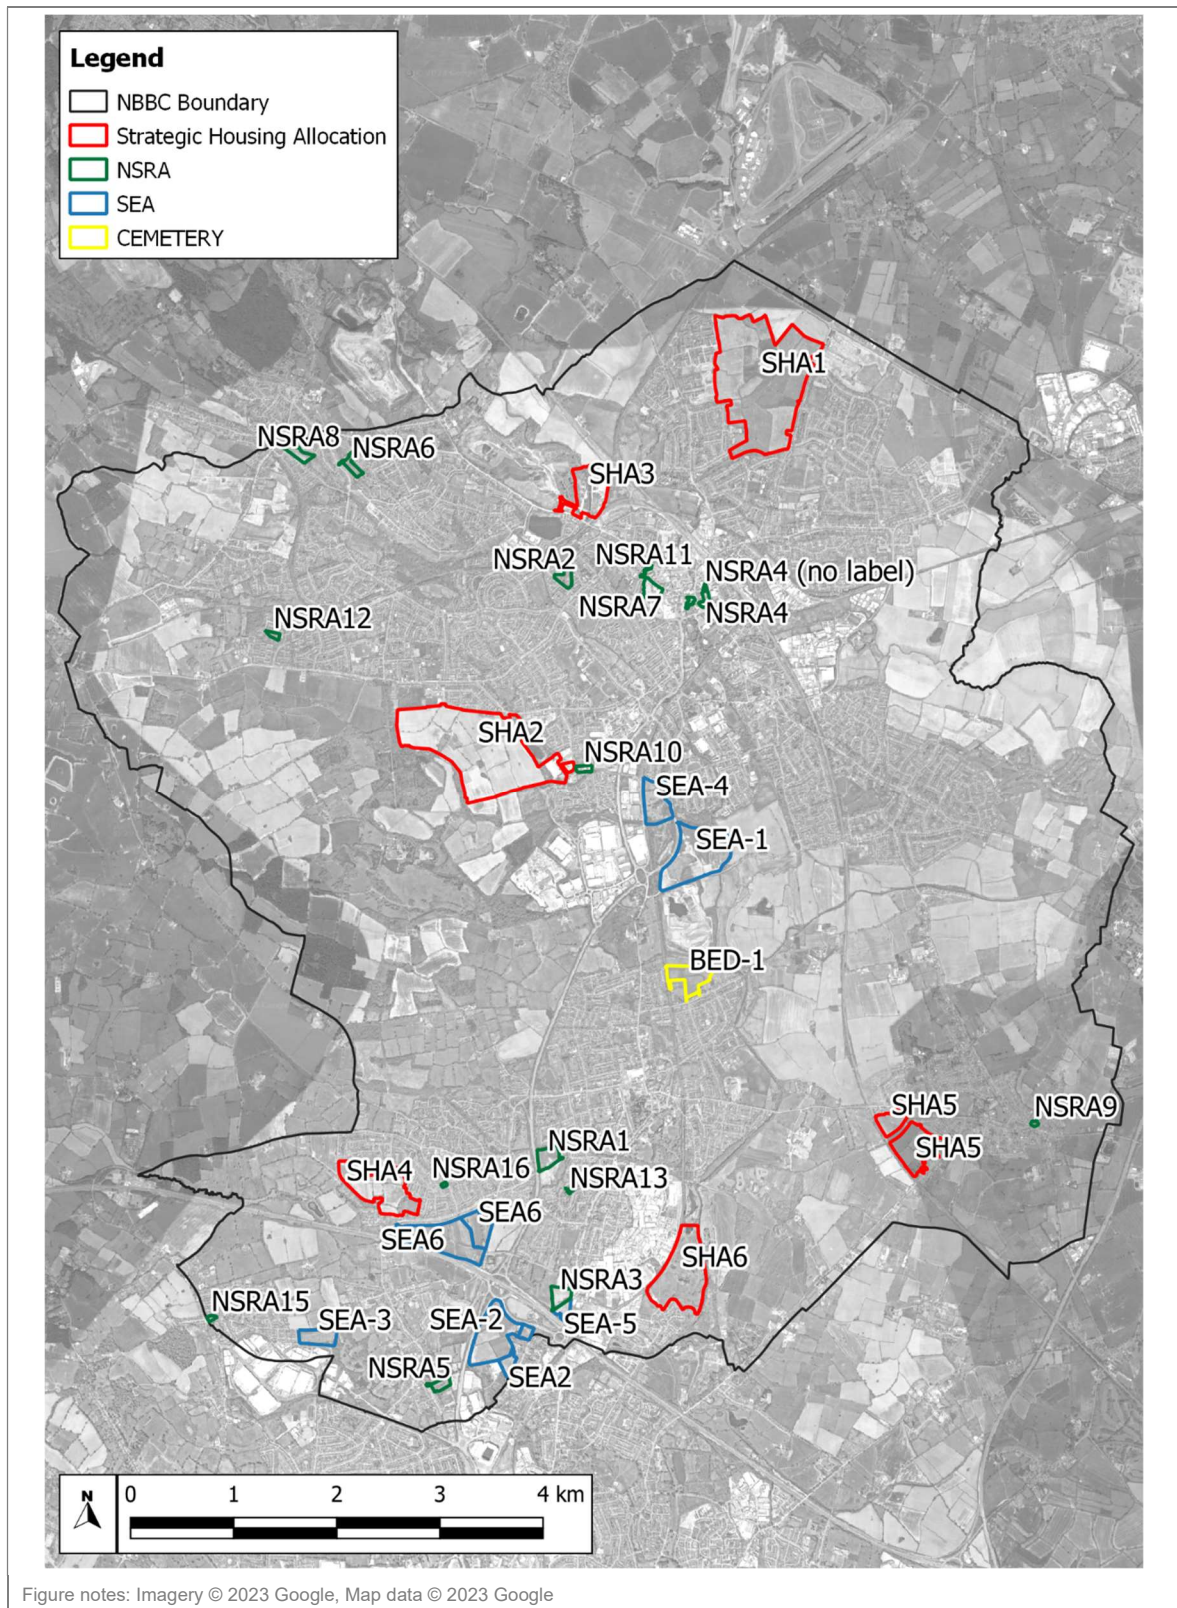 Legend
NBBC Boundary
Strategic Housing Allocation
NSRA
SEA
CEMETERY
SHA1
NSRA8
NSRA6
SHA3
NSRA2
NSRA11
NSRA4 (no label)
NSRA7
NSRA4
NSRA12
SHA2
NSRA10
SEA-4
SEA-1
BED-1
SHA5
NSRA9
SHA5
NSRA1
SHA4
NSRA16
NSRA13
SEA6
SEA6
SHA6
NSRA3
NSRA15
SEA-3
SEA-2
SEA-5
NSRA5
SEA2
N
0 1 2 3 4 km
Figure notes: Imagery © 2023 Google, Map data © 2023 Google